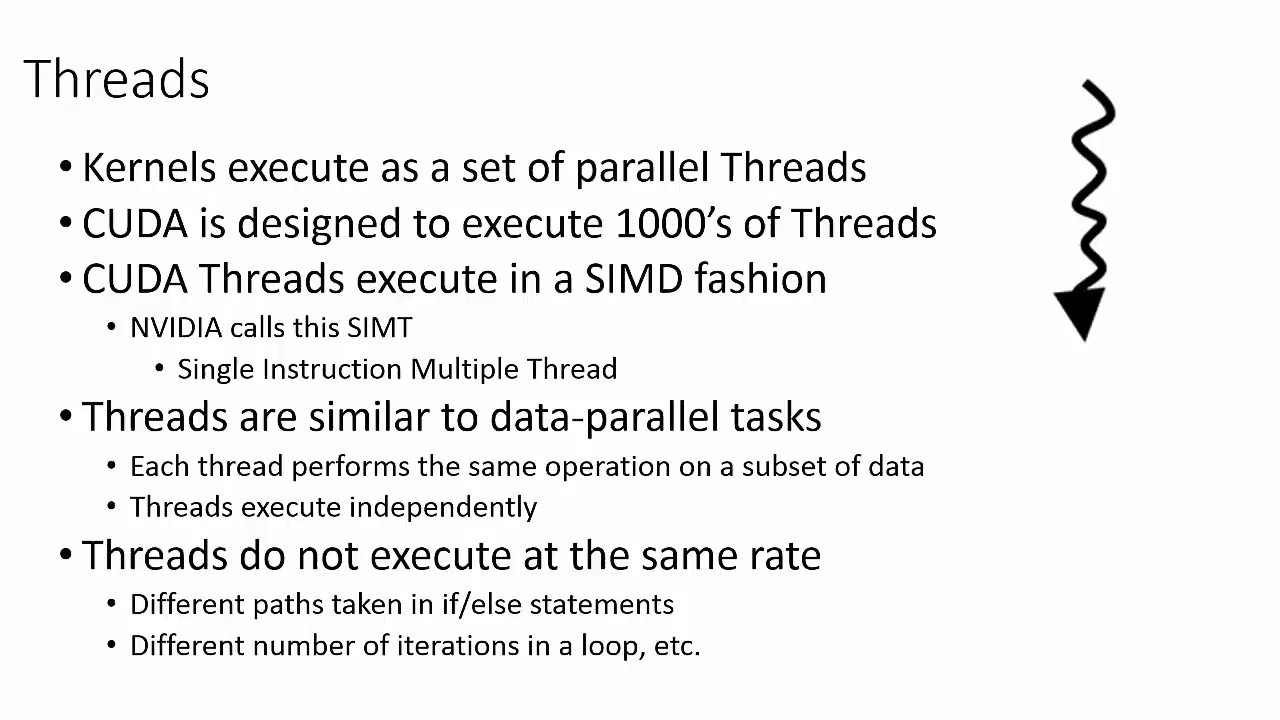 Threads
• Kernels execute as a set of parallel Threads
• CUDA is designed to execute 1000’s of Threads
• CUDA Threads execute in a SIMD fashion
• NVIDIA calls this SIMT
• Single Instruction Multiple Thread
• Threads are similar to data-parallel tasks
• Each thread performs the same operation on a subset of data
• Threads execute independently
• Threads do not execute at the same rate
• Different paths taken in if/else statements
• Different number of iterations in a loop, etc.